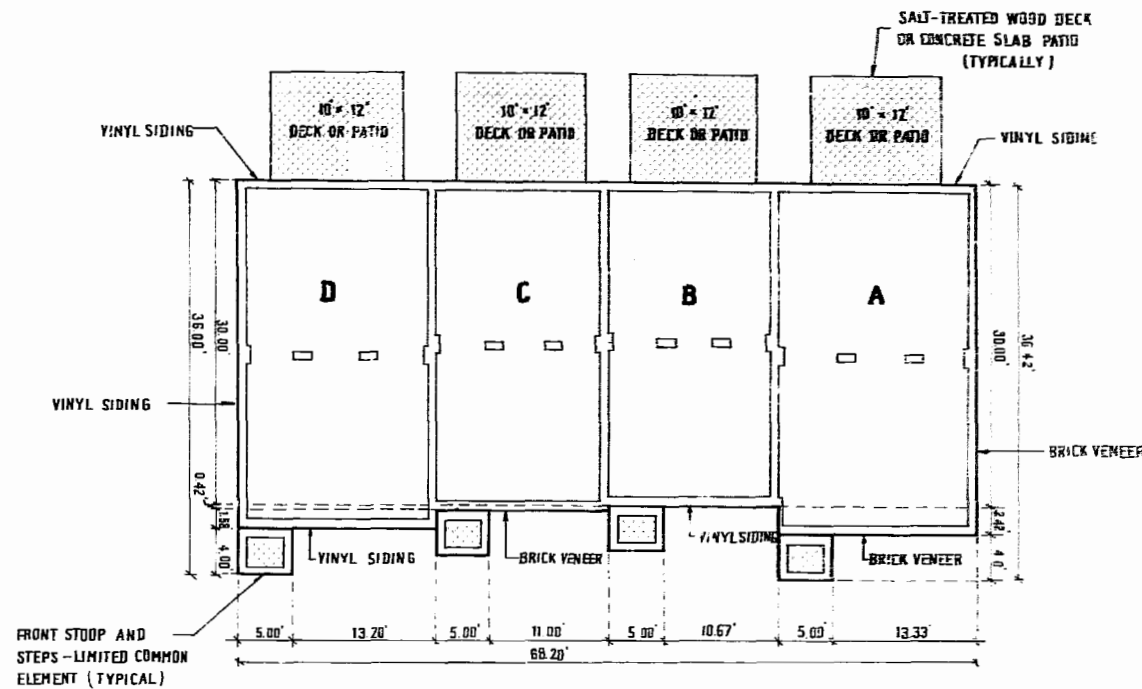 SALT-TREATED WOOD DECK
OR CONCRETE SLAB PATIO
(TYPICALLY)
10' × 12'
DECK OR PATIO
10' × 12'
DECK OR PATIO
10' × 12'
DECK OR PATIO
10' × 12'
DECK OR PATIO
VINYL SIDING
VINYL SIDING
D
C
B
A
36.00'
30.00'
30.00'
36.42'
VINYL SIDING
BRICK VENEER
0.42'
1.58'
4.00'
2.42'
4.0'
VINYL SIDING
BRICK VENEER
VINYL SIDING
BRICK VENEER
FRONT STOOP AND
STEPS - LIMITED COMMON
ELEMENT (TYPICAL)
5.00'
13.20'
5.00'
11.00'
5.00'
10.67'
5.00'
13.33'
68.20'